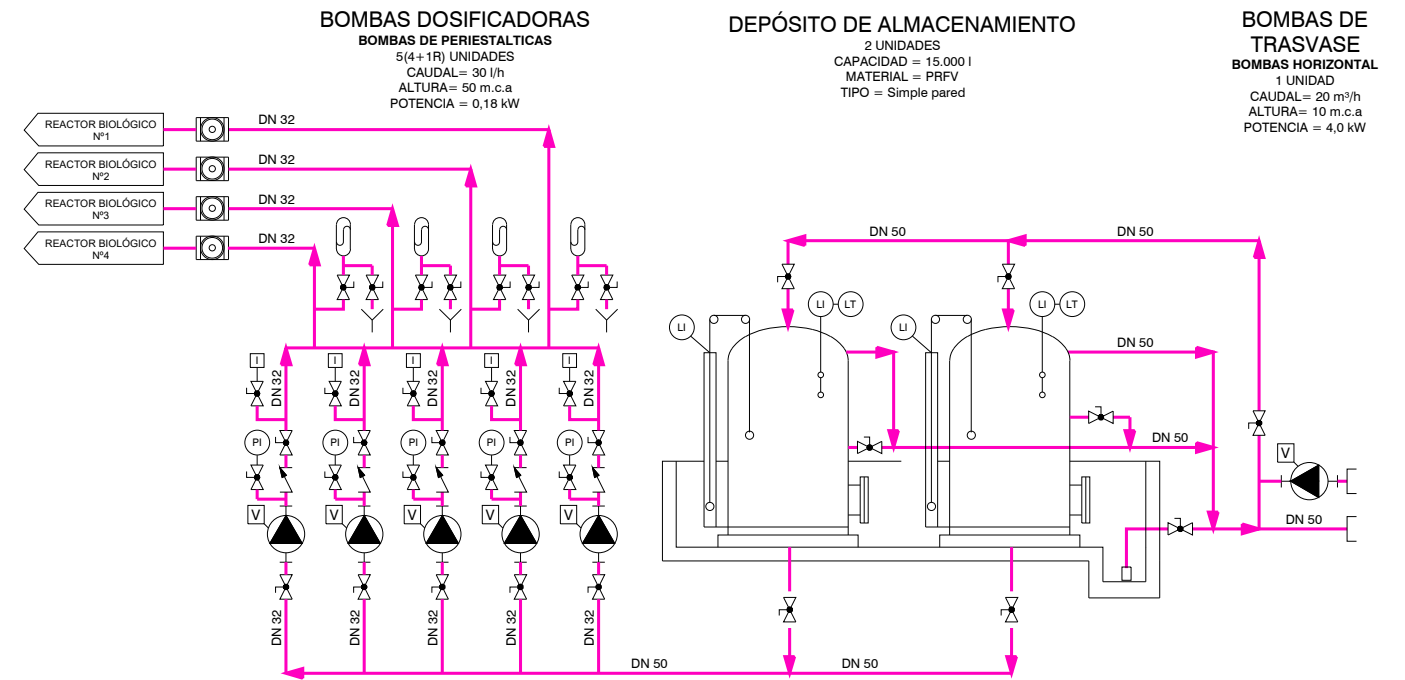 BOMBAS DOSIFICADORAS
BOMBAS DE PERIESTALTICAS
5(4+1R) UNIDADES
CAUDAL= 30 l/h
ALTURA= 50 m.c.a
POTENCIA = 0,18 kW
DEPÓSITO DE ALMACENAMIENTO
2 UNIDADES
CAPACIDAD = 15.000 l
MATERIAL = PRFV
TIPO = Simple pared
BOMBAS DE
TRASVASE
BOMBAS HORIZONTAL
1 UNIDAD
CAUDAL= 20 m³/h
ALTURA= 10 m.c.a
POTENCIA = 4,0 kW
REACTOR BIOLÓGICO
Nº1
DN 32
REACTOR BIOLÓGICO
Nº2
DN 32
REACTOR BIOLÓGICO
Nº3
DN 32
REACTOR BIOLÓGICO
Nº4
DN 32
DN 50
DN 50
LI
LI
LT
LI
LI
LT
DN 50
I
DN 32
I
DN 32
I
DN 32
I
DN 32
I
DN 32
PI
PI
PI
PI
PI
DN 50
V
V
V
V
V
V
DN 50
DN 32
DN 32
DN 32
DN 32
DN 32
DN 50
DN 50